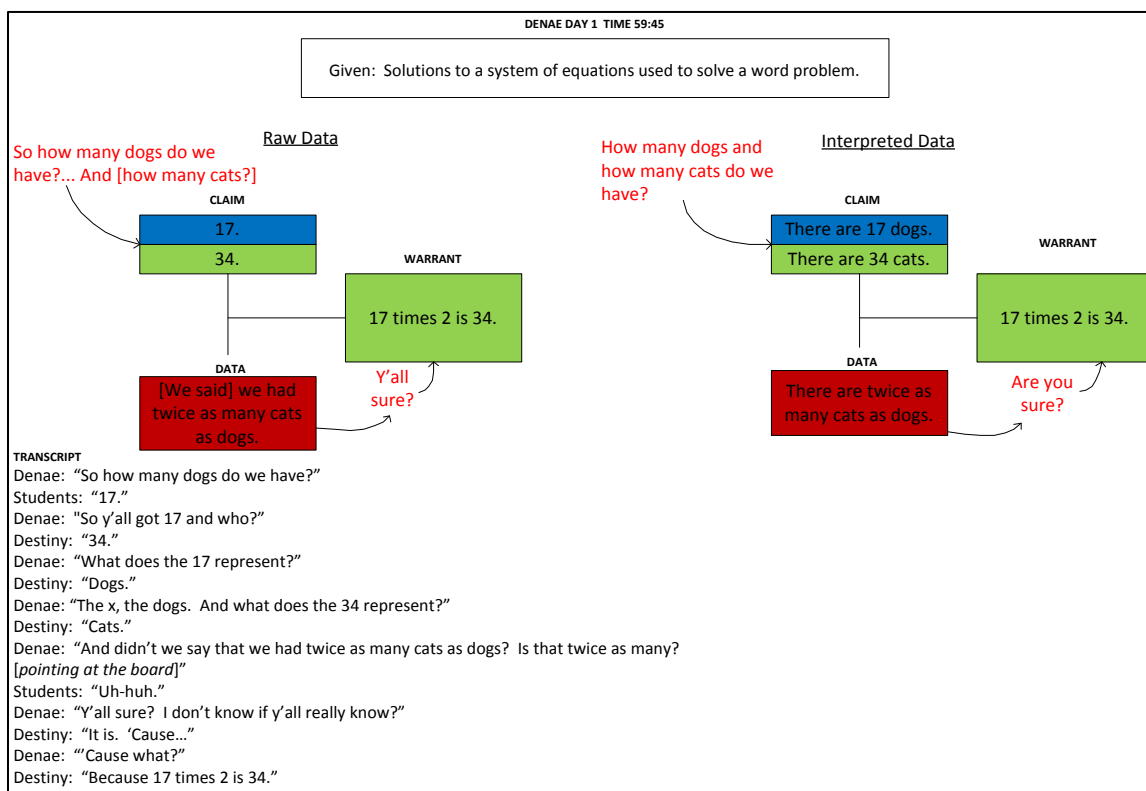 DENAE DAY 1 TIME 59:45
Given: Solutions to a system of equations used to solve a word problem.
Raw Data
So how many dogs do we
have?... And [how many cats?]
CLAIM
17.
34.
WARRANT
17 times 2 is 34.
DATA
[We said] we had
twice as many cats
as dogs.
Y’all
sure?
Interpreted Data
How many dogs and
how many cats do we
have?
CLAIM
There are 17 dogs.
There are 34 cats.
WARRANT
17 times 2 is 34.
DATA
There are twice as
many cats as dogs.
Are you
sure?
TRANSCRIPT
Denae: “So how many dogs do we have?”
Students: “17.”
Denae: "So y’all got 17 and who?”
Destiny: “34.”
Denae: “What does the 17 represent?”
Destiny: “Dogs.”
Denae: “The x, the dogs. And what does the 34 represent?”
Destiny: “Cats.”
Denae: “And didn’t we say that we had twice as many cats as dogs? Is that twice as many?
[pointing at the board]”
Students: “Uh-huh.”
Denae: “Y’all sure? I don’t know if y’all really know?”
Destiny: “It is. ‘Cause…”
Denae: “’Cause what?”
Destiny: “Because 17 times 2 is 34.”